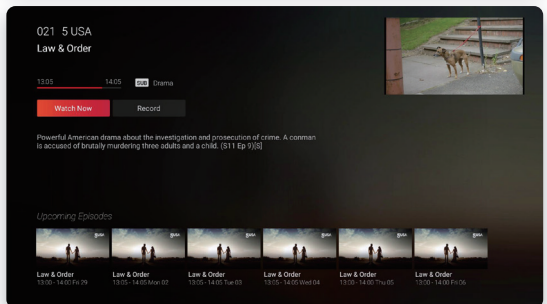 021 5 USA
Law & Order
13:05 14:05 SUB Drama
Watch Now Record
Powerful American drama about the investigation and prosecution of crime. A conman
is accused of brutally murdering three adults and a child. (S11 Ep 9)[S]
Upcoming Episodes
Law & Order Law & Order Law & Order Law & Order Law & Order Law & Order
13:00 - 14:00 Fri 29 13:05 - 14:05 Mon 02 13:05 - 14:05 Tue 03 13:05 - 14:05 Wed 04 13:00 - 14:00 Thu 05 13:00 - 14:00 Fri 06